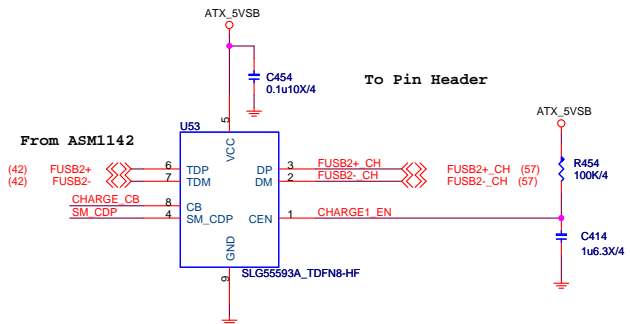 ATX_5VSB
C454
0.1u10X/4
To Pin Header
ATX_5VSB
U53
5
VCC
From ASM1142
R454
100K/4
(42) FUSB2+ 6 TDP DP 3 FUSB2+_CH FUSB2+_CH (57)
(42) FUSB2- 7 TDM DM 2 FUSB2-_CH FUSB2-_CH (57)
CHARGE_CB 8 CB
SM_CDP 4 SM_CDP CEN 1 CHARGE1_EN
GND
C414
1u6.3X/4
9
SLG55593A_TDFN8-HF